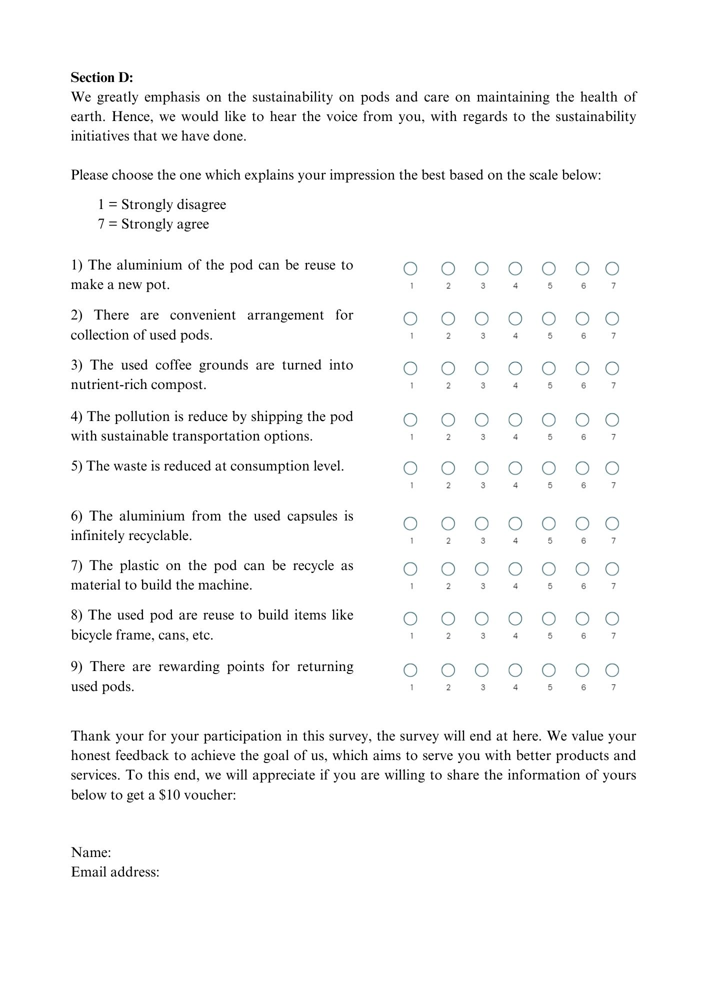 Section D:
We greatly emphasis on the sustainability on pods and care on maintaining the health of
earth. Hence, we would like to hear the voice from you, with regards to the sustainability
initiatives that we have done.
Please choose the one which explains your impression the best based on the scale below:
1 = Strongly disagree
7 = Strongly agree
1) The aluminium of the pod can be reuse to
make a new pot.
1 2 3 4 5 6 7
2) There are convenient arrangement for
collection of used pods.
1 2 3 4 5 6 7
3) The used coffee grounds are turned into
nutrient-rich compost.
1 2 3 4 5 6 7
4) The pollution is reduce by shipping the pod
with sustainable transportation options.
1 2 3 4 5 6 7
5) The waste is reduced at consumption level.
1 2 3 4 5 6 7
6) The aluminium from the used capsules is
infinitely recyclable.
1 2 3 4 5 6 7
7) The plastic on the pod can be recycle as
material to build the machine.
1 2 3 4 5 6 7
8) The used pod are reuse to build items like
bicycle frame, cans, etc.
1 2 3 4 5 6 7
9) There are rewarding points for returning
used pods.
1 2 3 4 5 6 7
Thank your for your participation in this survey, the survey will end at here. We value your
honest feedback to achieve the goal of us, which aims to serve you with better products and
services. To this end, we will appreciate if you are willing to share the information of yours
below to get a $10 voucher:
Name:
Email address: